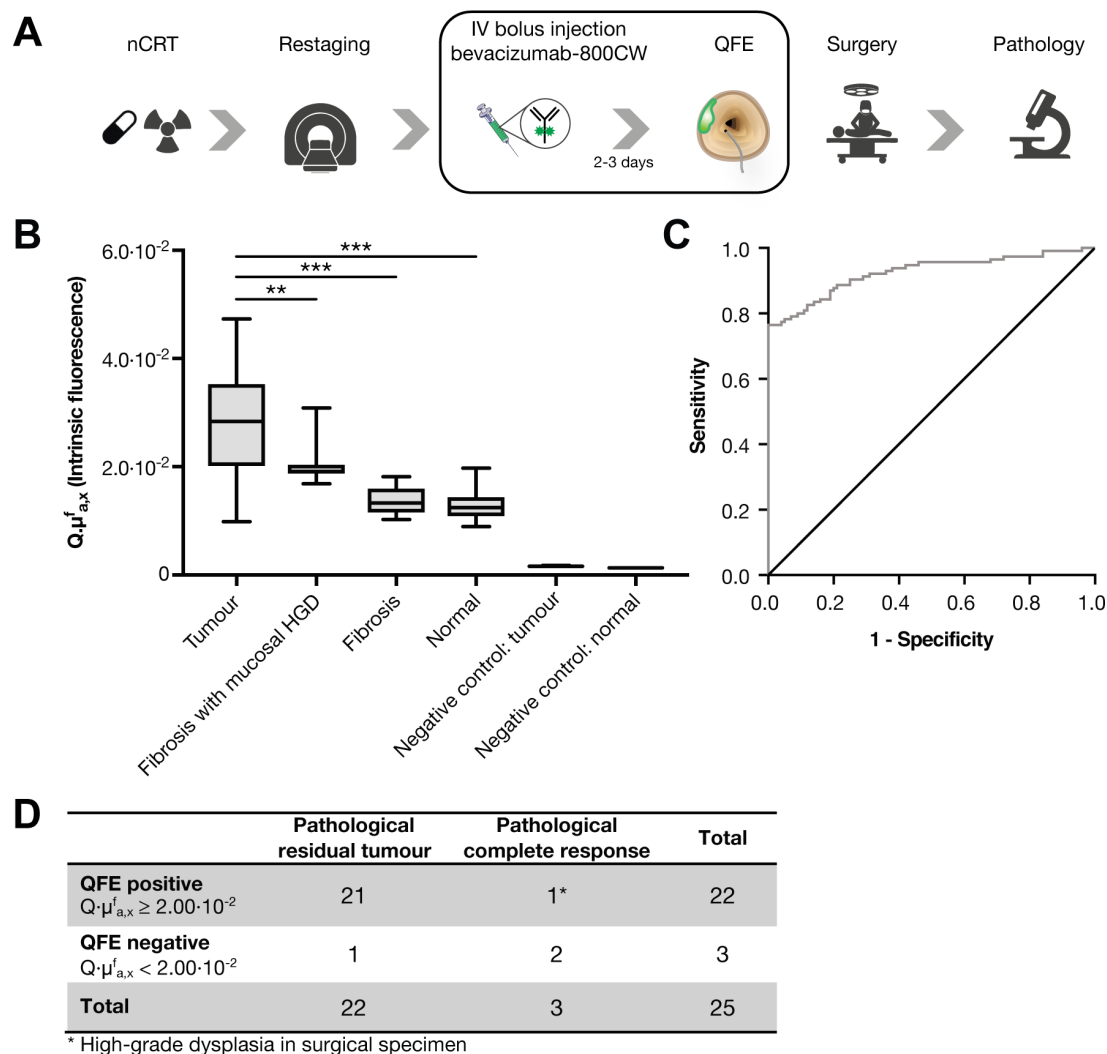 A
nCRT
Restaging
IV bolus injection
bevacizumab-800CW
QFE
Surgery
Pathology
2-3 days
B
Q.µᶠa,x (Intrinsic fluorescence)
6.0·10⁻²
4.0·10⁻²
2.0·10⁻²
0
***
***
**
Tumour
Fibrosis with mucosal HGD
Fibrosis
Normal
Negative control: tumour
Negative control: normal
C
Sensitivity
1.0
0.8
0.6
0.4
0.2
0.0
0.0 0.2 0.4 0.6 0.8 1.0
1 - Specificity
D
Pathological residual tumour
Pathological complete response
Total
QFE positive
Q·µᶠa,x ≥ 2.00·10⁻²
21 1* 22
QFE negative
Q·µᶠa,x < 2.00·10⁻²
1 2 3
Total 22 3 25
* High-grade dysplasia in surgical specimen